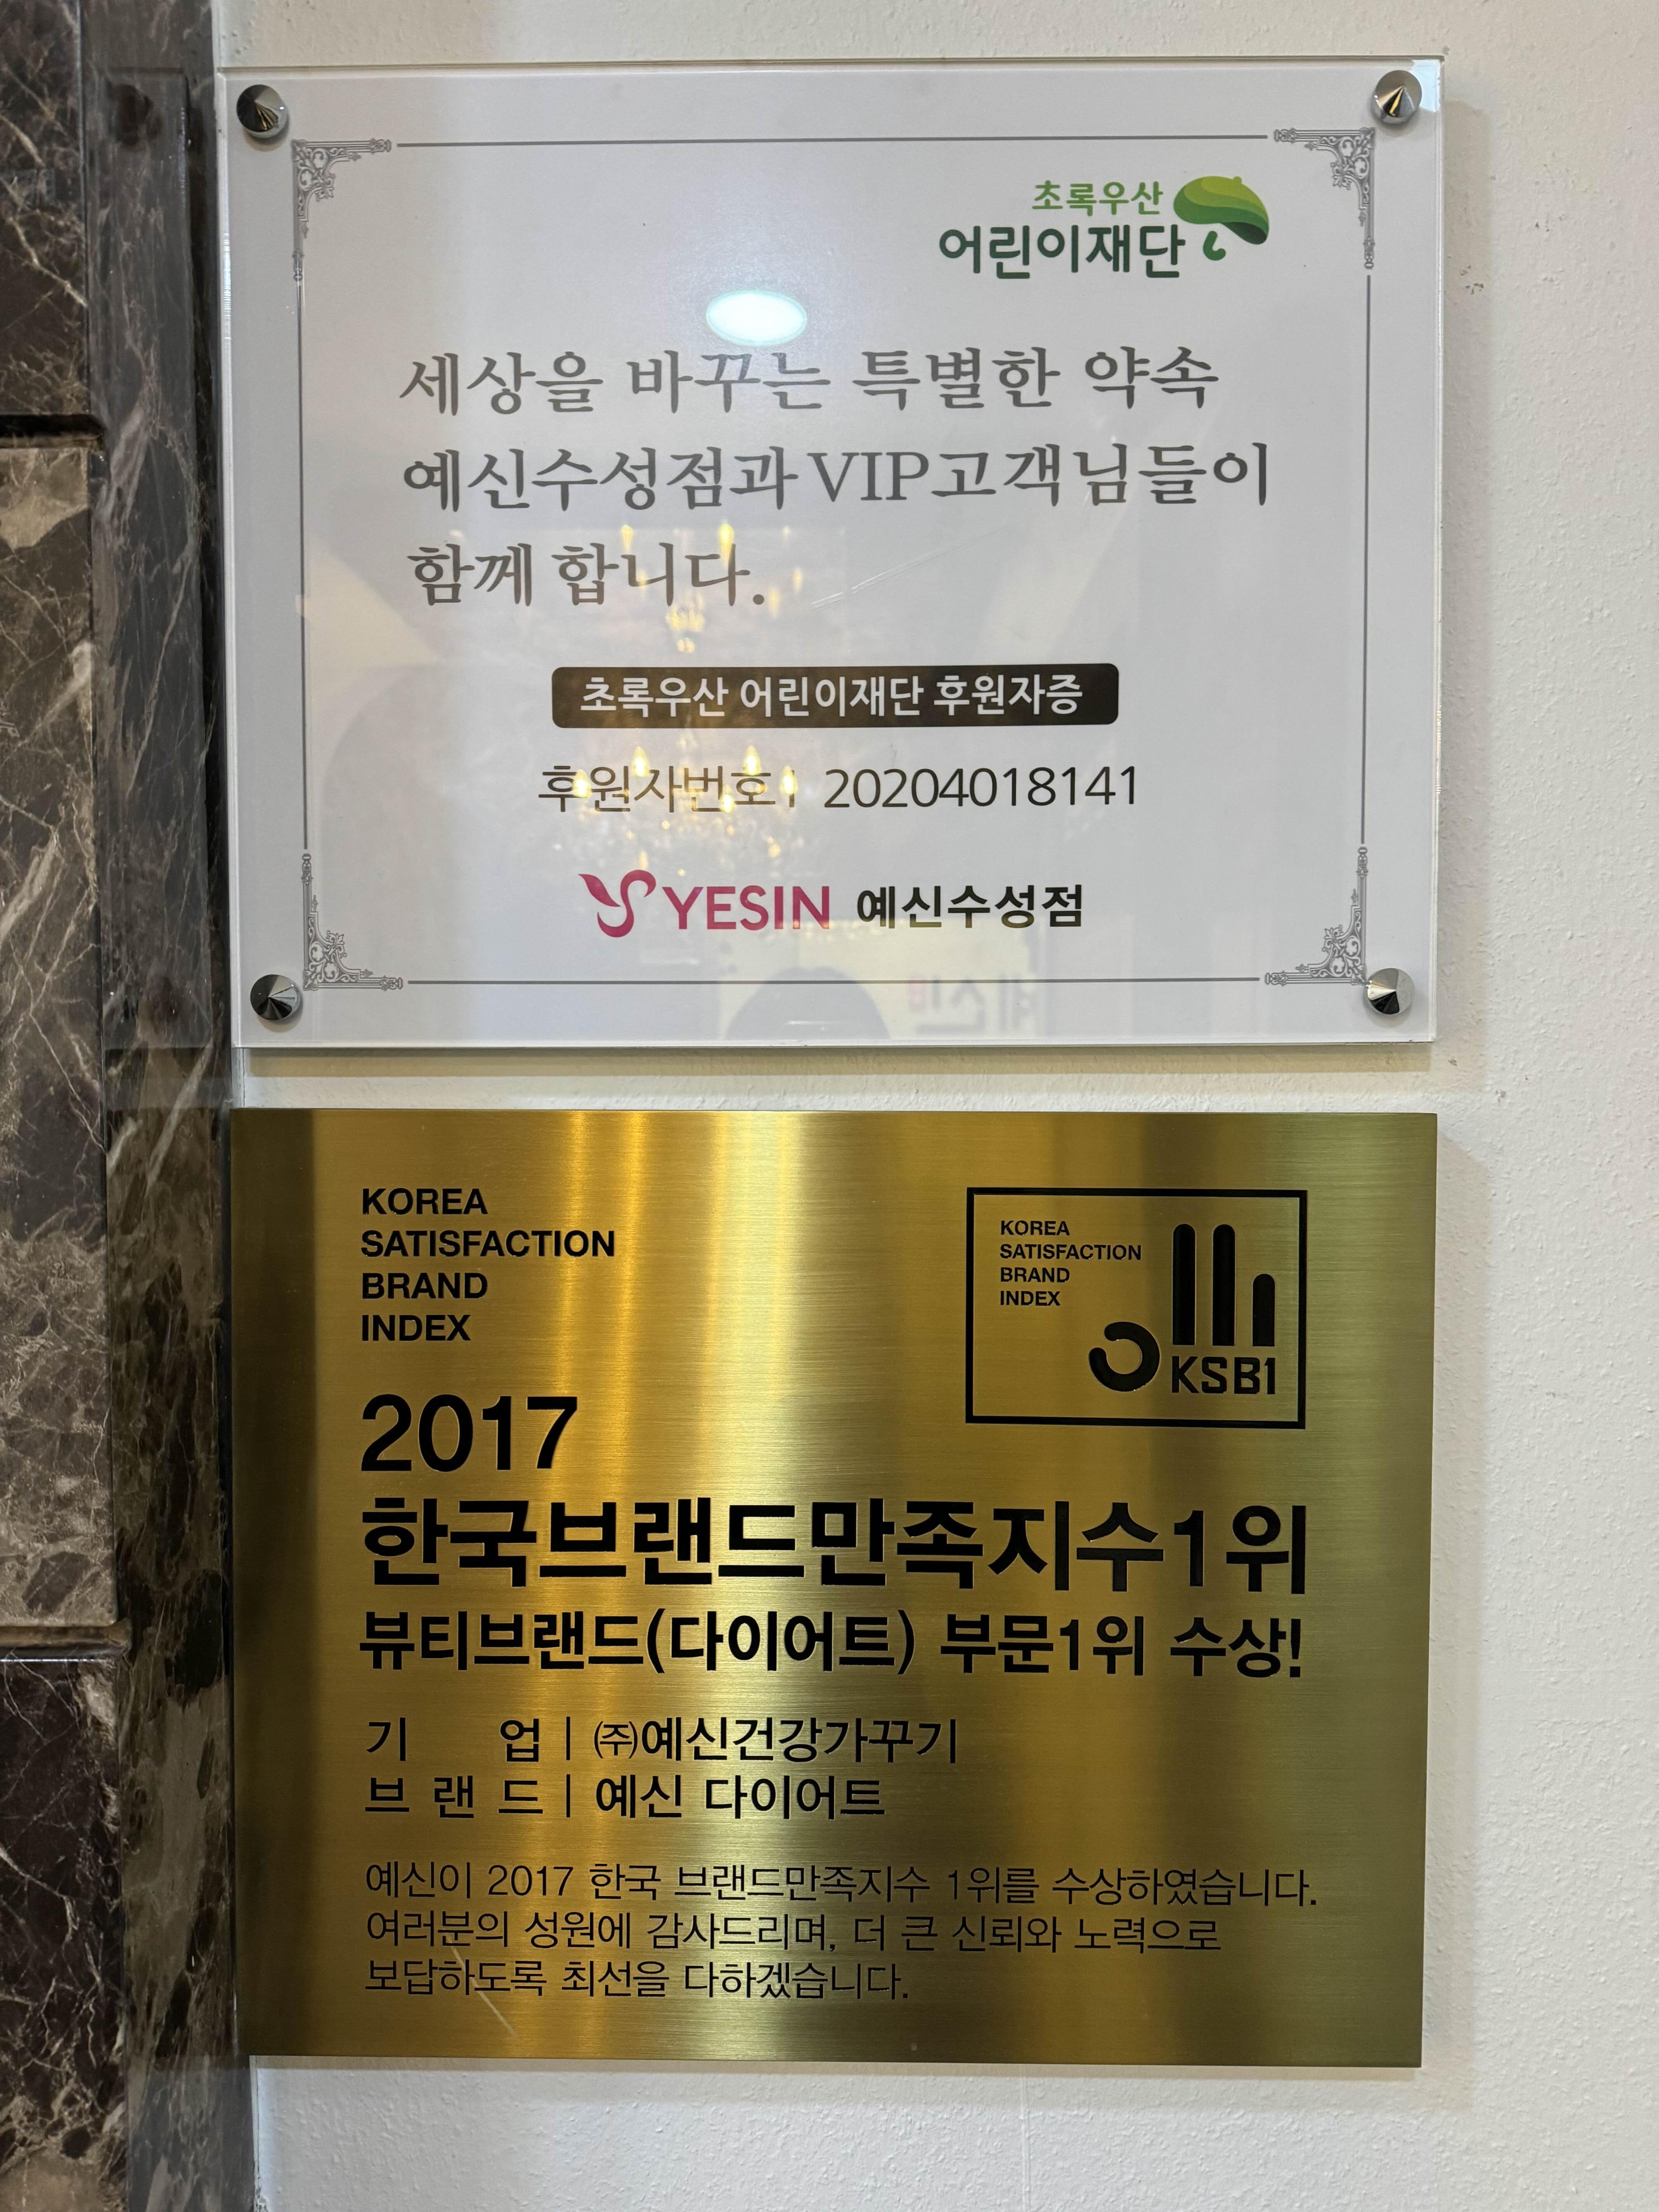 초록우산
어린이재단
세상을 바꾸는 특별한 약속
예신수성점과 VIP고객님들이
함께 합니다.
초록우산 어린이재단 후원자증
후원자번호 | 20204018141
YESIN 예신수성점
KOREA
SATISFACTION
BRAND
INDEX
KOREA
SATISFACTION
BRAND
INDEX
KSBI
2017
한국브랜드만족지수1위
뷰티브랜드(다이어트) 부문1위 수상!
기 업 | ㈜예신건강가꾸기
브 랜 드 | 예신 다이어트
예신이 2017 한국 브랜드만족지수 1위를 수상하였습니다.
여러분의 성원에 감사드리며, 더 큰 신뢰와 노력으로
보답하도록 최선을 다하겠습니다.